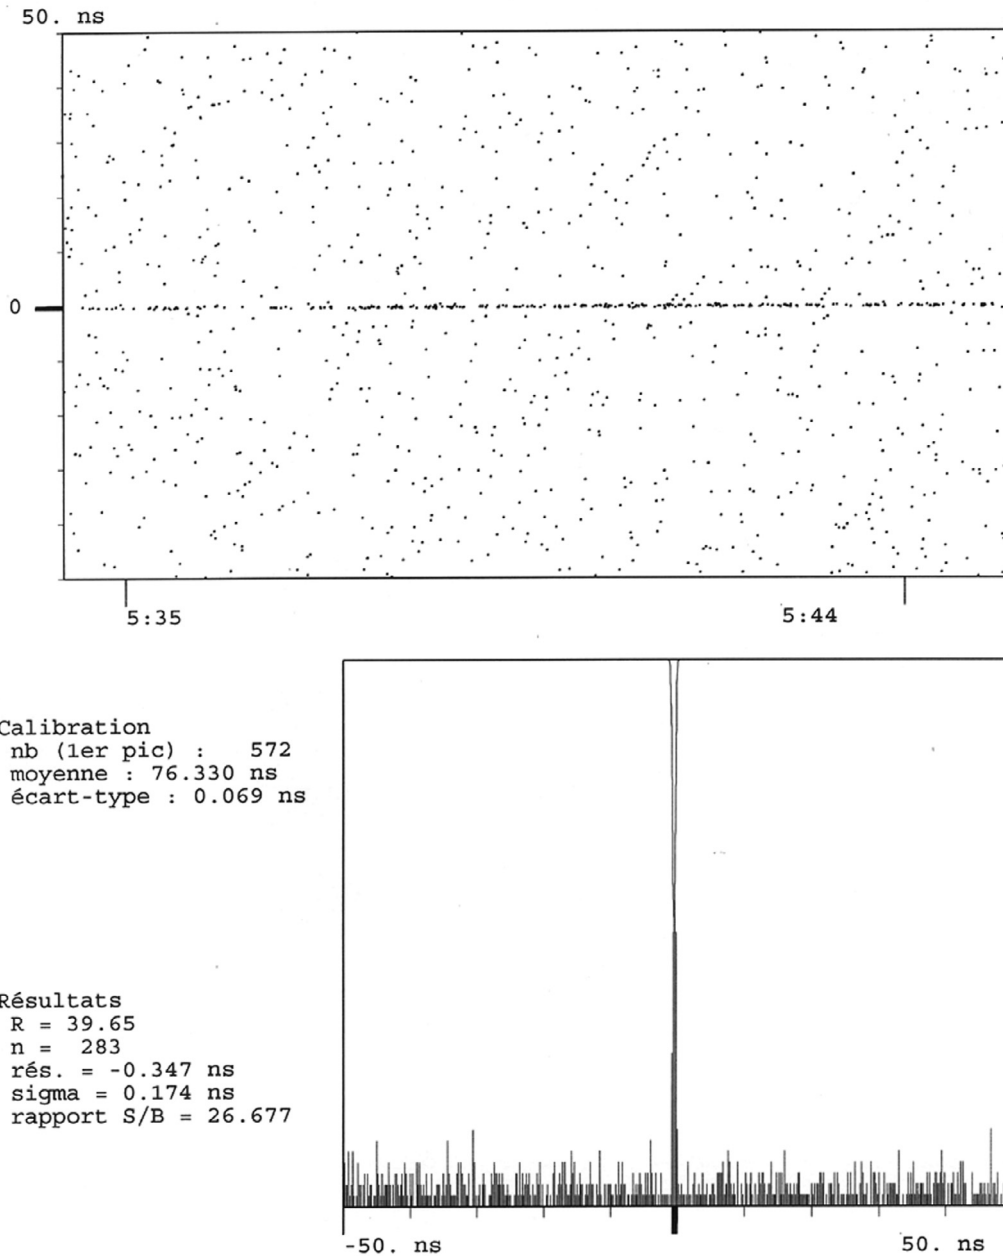 50. ns
0
5:35
5:44
Calibration
nb (1er pic) : 572
moyenne : 76.330 ns
écart-type : 0.069 ns
Résultats
R = 39.65
n = 283
rés. = -0.347 ns
sigma = 0.174 ns
rapport S/B = 26.677
-50. ns
50. ns